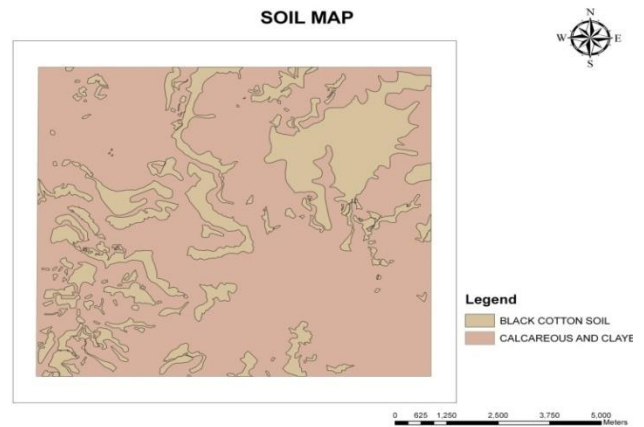 SOIL MAP
N
W E
S
Legend
BLACK COTTON SOIL
CALCAREOUS AND CLAYE
0 625 1,250 2,500 3,750 5,000
Meters